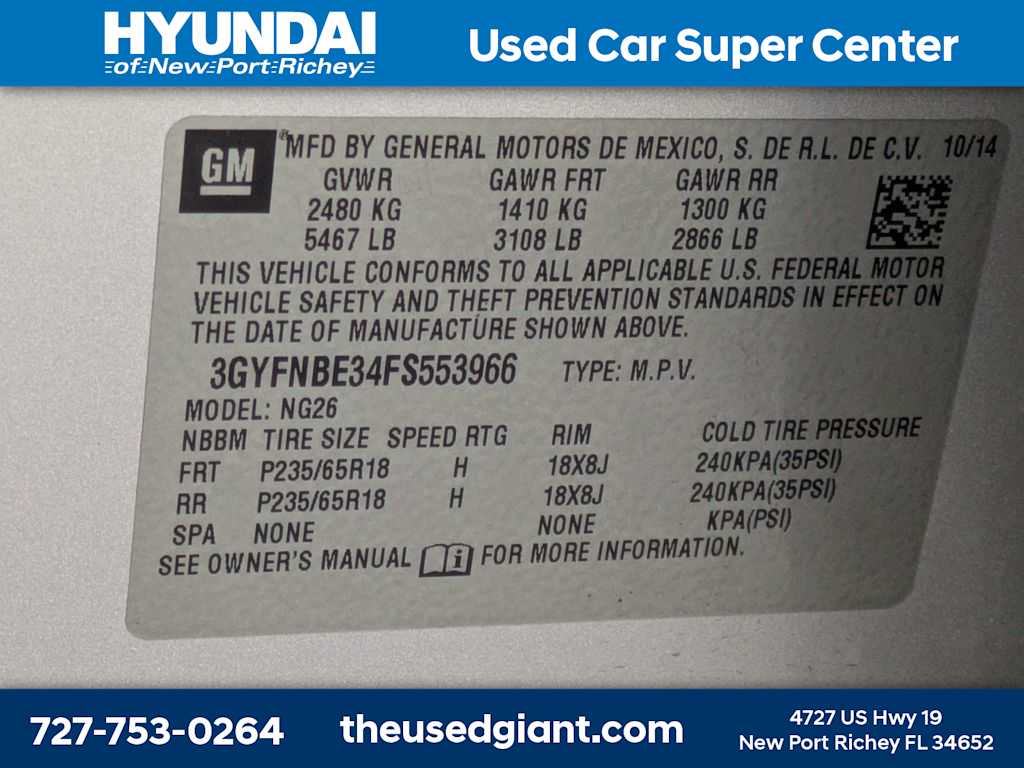 HYUNDAI
of New Port Richey
Used Car Super Center
GM ® MFD BY GENERAL MOTORS DE MEXICO, S. DE R.L. DE C.V. 10/14
GVWR GAWR FRT GAWR RR
2480 KG 1410 KG 1300 KG
5467 LB 3108 LB 2866 LB
THIS VEHICLE CONFORMS TO ALL APPLICABLE U.S. FEDERAL MOTOR
VEHICLE SAFETY AND THEFT PREVENTION STANDARDS IN EFFECT ON
THE DATE OF MANUFACTURE SHOWN ABOVE.
3GYFNBE34FS553966 TYPE: M.P.V.
MODEL: NG26
NBBM TIRE SIZE SPEED RTG RIM COLD TIRE PRESSURE
FRT P235/65R18 H 18X8J 240KPA(35PSI)
RR P235/65R18 H 18X8J 240KPA(35PSI)
SPA NONE NONE KPA(PSI)
SEE OWNER'S MANUAL i FOR MORE INFORMATION.
727-753-0264
theusedgiant.com
4727 US Hwy 19
New Port Richey FL 34652